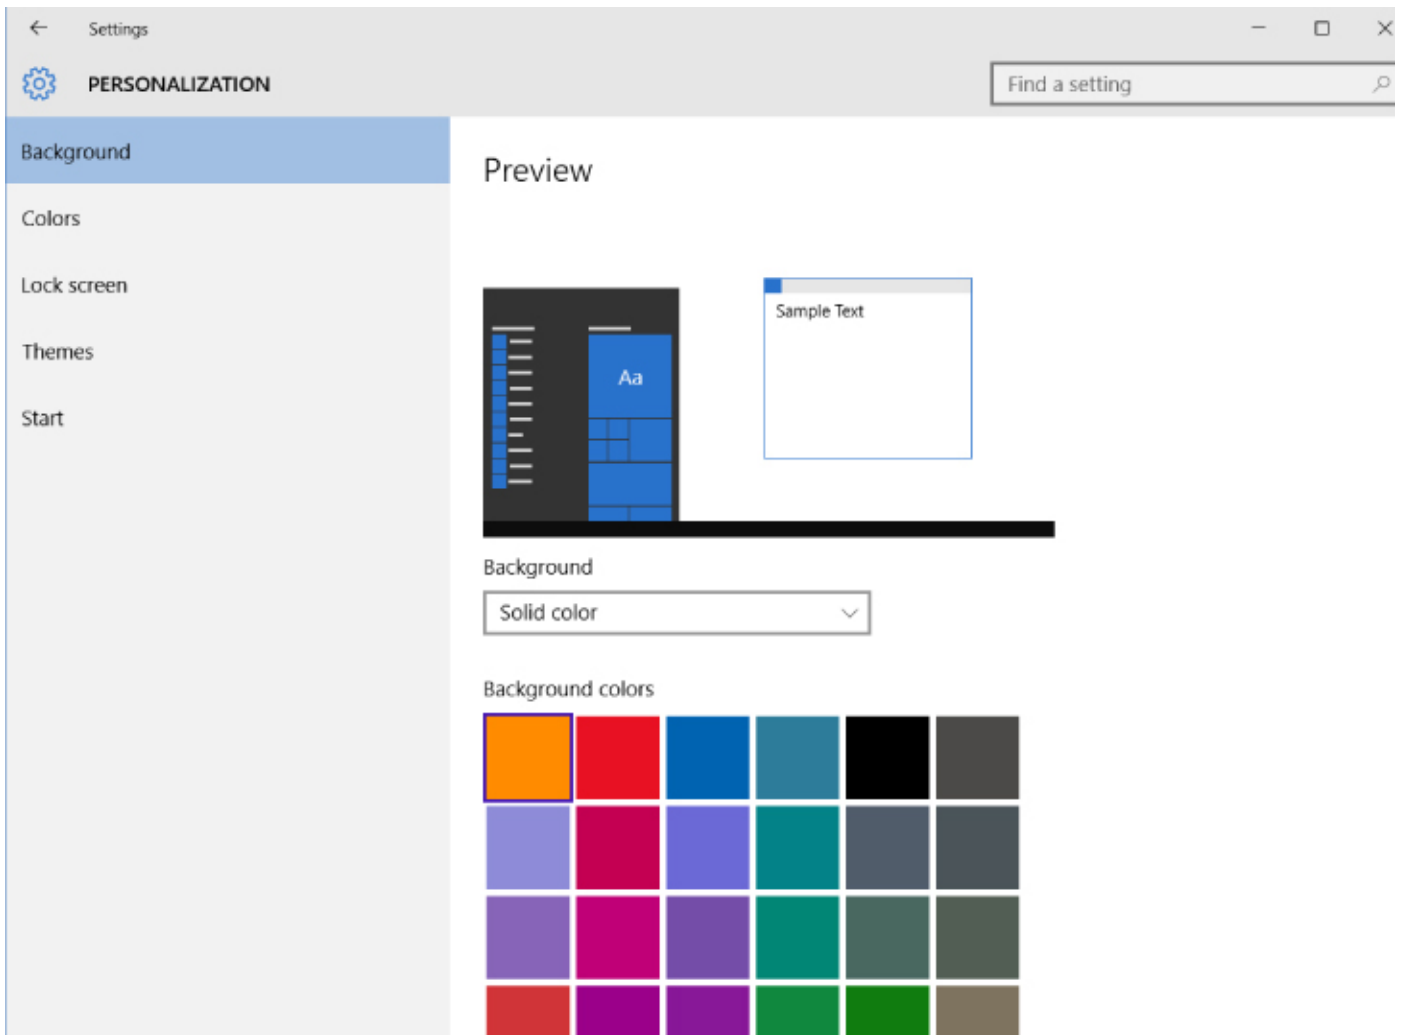 Settings
PERSONALIZATION
Find a setting
Background
Colors
Lock screen
Themes
Start
Preview
Aa
Sample Text
Background
Solid color
Background colors